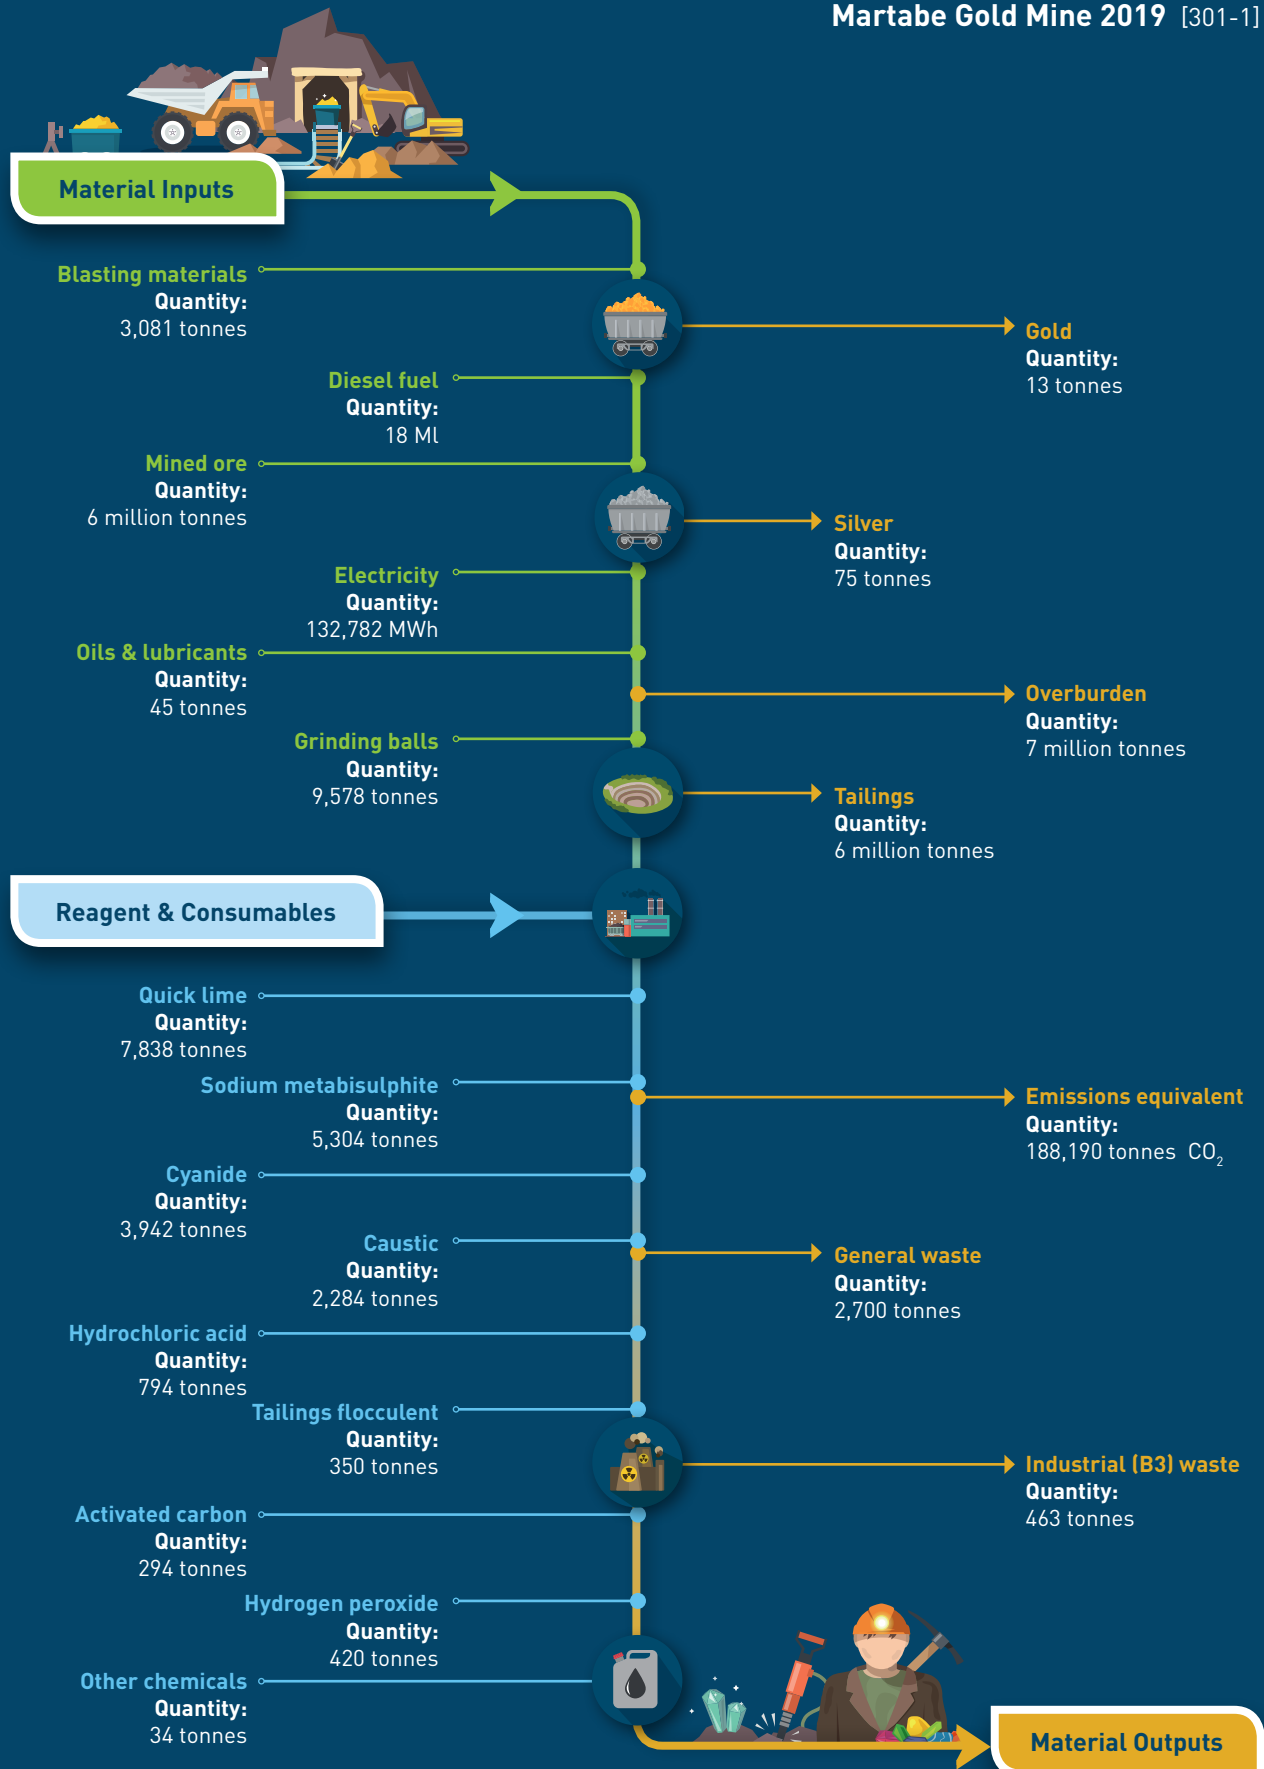 Martabe Gold Mine 2019 [301-1]
Material Inputs
Blasting materials
Quantity:
3,081 tonnes
Gold
Quantity:
13 tonnes
Diesel fuel
Quantity:
18 Ml
Mined ore
Quantity:
6 million tonnes
Silver
Quantity:
75 tonnes
Electricity
Quantity:
132,782 MWh
Oils & lubricants
Quantity:
45 tonnes
Overburden
Quantity:
7 million tonnes
Grinding balls
Quantity:
9,578 tonnes
Tailings
Quantity:
6 million tonnes
Reagent & Consumables
Quick lime
Quantity:
7,838 tonnes
Sodium metabisulphite
Quantity:
5,304 tonnes
Emissions equivalent
Quantity:
188,190 tonnes CO₂
Cyanide
Quantity:
3,942 tonnes
Caustic
Quantity:
2,284 tonnes
General waste
Quantity:
2,700 tonnes
Hydrochloric acid
Quantity:
794 tonnes
Tailings flocculent
Quantity:
350 tonnes
Industrial (B3) waste
Quantity:
463 tonnes
Activated carbon
Quantity:
294 tonnes
Hydrogen peroxide
Quantity:
420 tonnes
Other chemicals
Quantity:
34 tonnes
Material Outputs